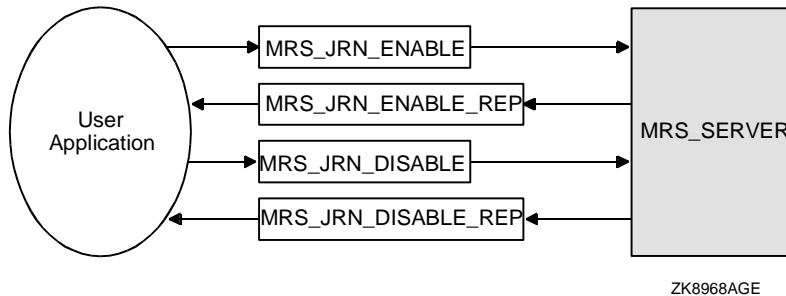 MRS_JRN_ENABLE
MRS_JRN_ENABLE_REP
User
Application
MRS_SERVER
MRS_JRN_DISABLE
MRS_JRN_DISABLE_REP
ZK8968AGE